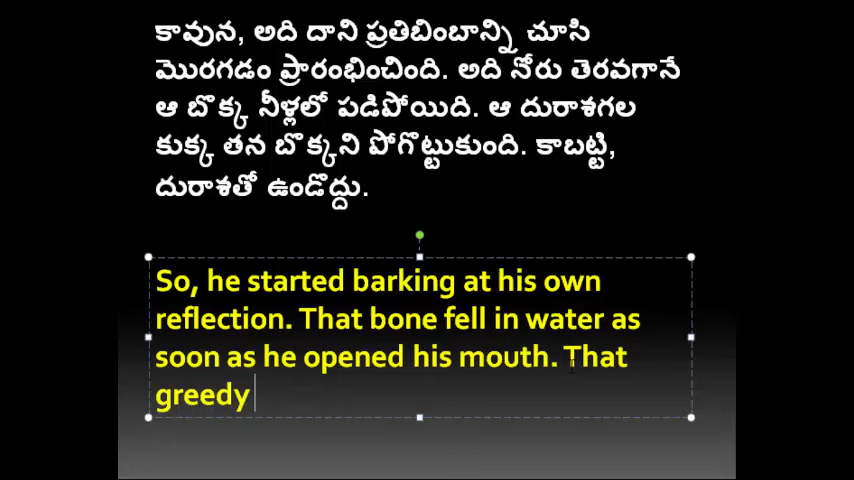 కావున, అది దాని ప్రతిబింబాన్ని చూసి
మొరగడం ప్రారంభించింది. అది నోరు తెరవగానే
ఆ బొక్క నీళ్లలో పడిపోయిది. ఆ దురాశగల
కుక్క తన బొక్కని పోగొట్టుకుంది. కాబట్టి,
దురాశతో ఉండొద్దు.
So, he started barking at his own
reflection. That bone fell in water as
soon as he opened his mouth. That
greedy